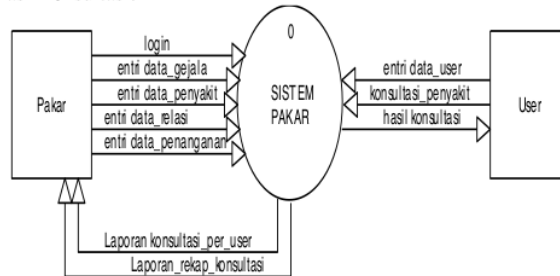 login
0
entri data_gejala
entri data_user
entri data_penyakit
SISTEM
konsultasi_penyakit
Pakar
PAKAR
User
entri data_relasi
hasil konsultasi
entri data_penanganan
Laporan konsultasi_per_user
Laporan_rekap_konsultasi